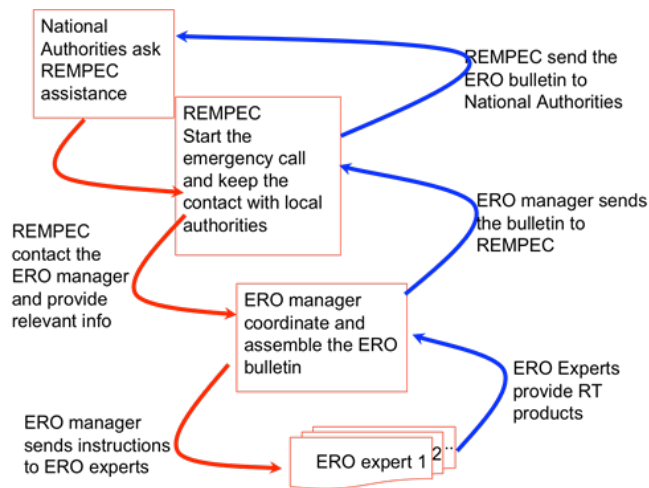 National
Authorities ask
REMPEC
assistance
REMPEC send the
ERO bulletin to
National Authorities
REMPEC
Start the
emergency call
and keep the
contact with local
authorities
ERO manager sends
the bulletin to
REMPEC
REMPEC
contact the
ERO manager
and provide
relevant info
ERO manager
coordinate and
assemble the ERO
bulletin
ERO Experts
provide RT
products
ERO manager
sends instructions
to ERO experts
ERO expert 1
2
..